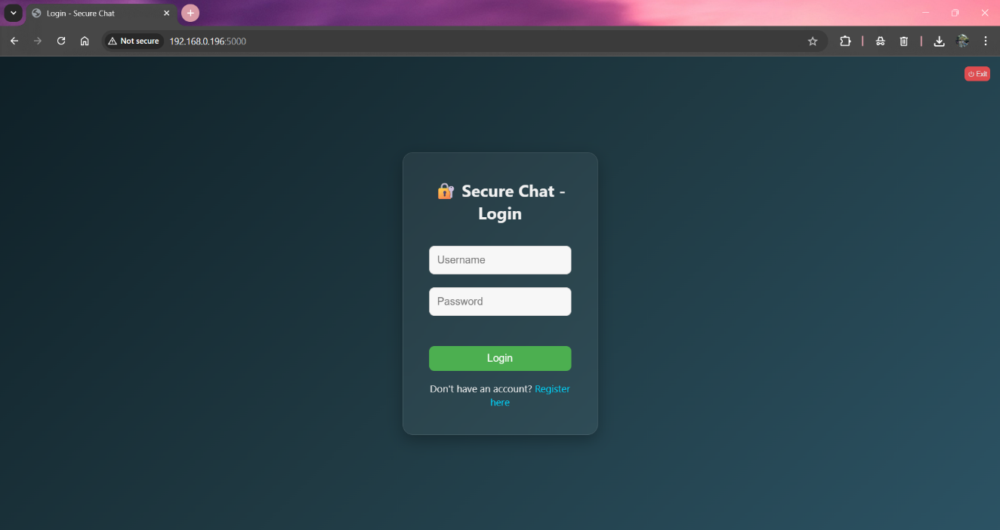 Login - Secure Chat
Not secure
192.168.0.196:5000
Exit
Secure Chat -
Login
Username
Password
Login
Don't have an account? Register
here